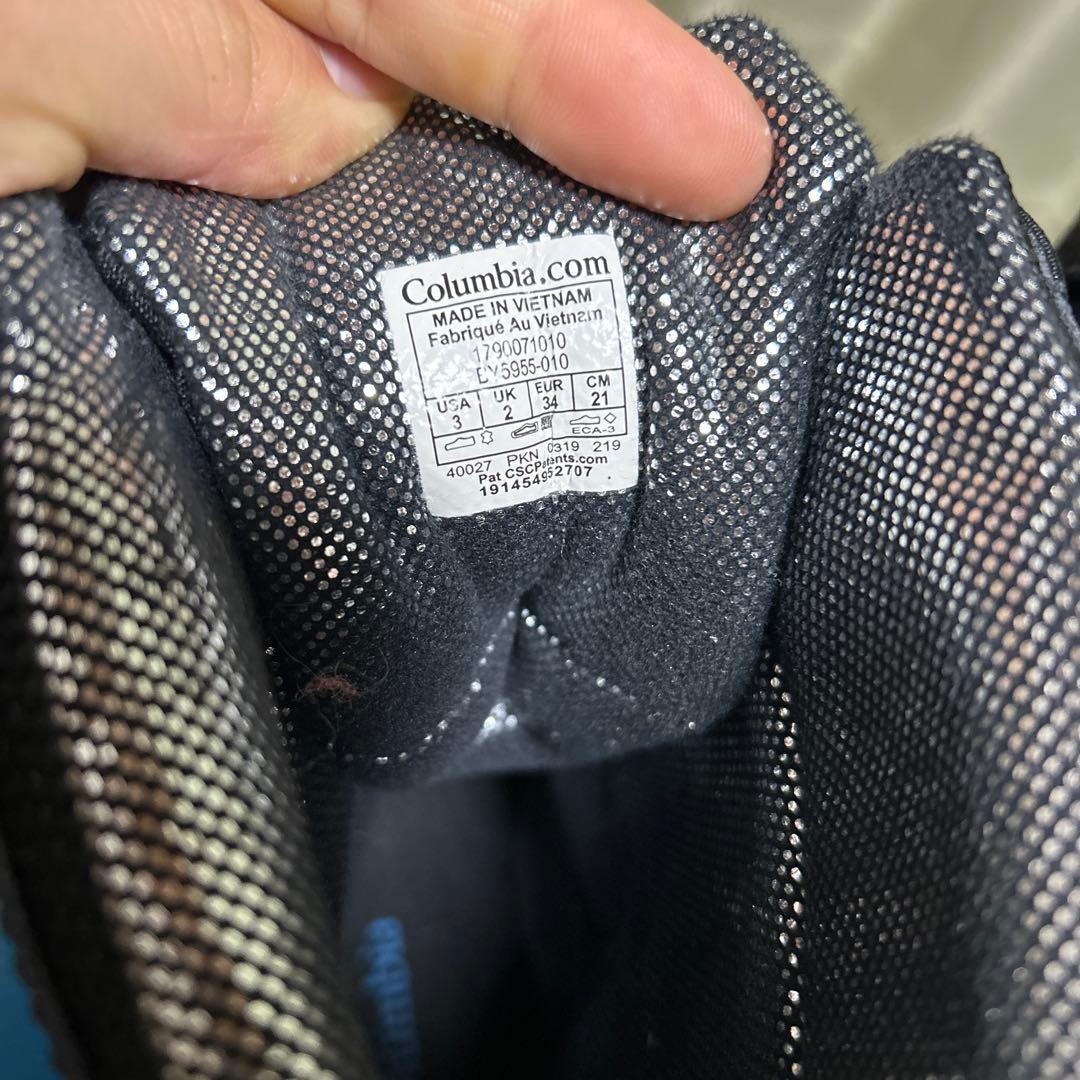 Columbia.com
MADE IN VIETNAM
Fabriqué Au Vietnam
1790071010
BY5955-010
USA UK EUR CM
3 2 34 21
ECA-3
40027 PKN 0319 219
Pat CSCPatents.com
191454952707
umbia